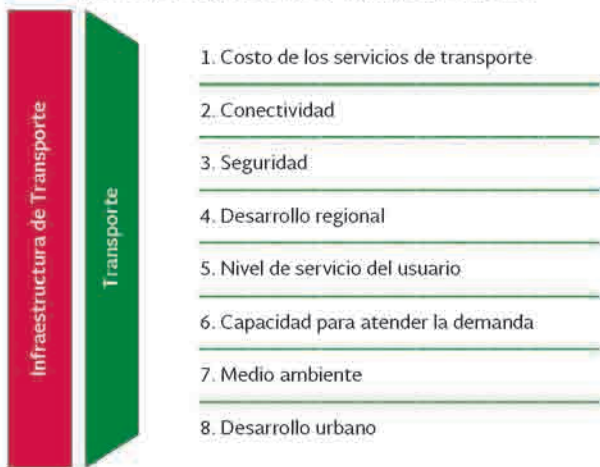 Infraestructura de Transporte
Transporte
1. Costo de los servicios de transporte
2. Conectividad
3. Seguridad
4. Desarrollo regional
5. Nivel de servicio del usuario
6. Capacidad para atender la demanda
7. Medio ambiente
8. Desarrollo urbano